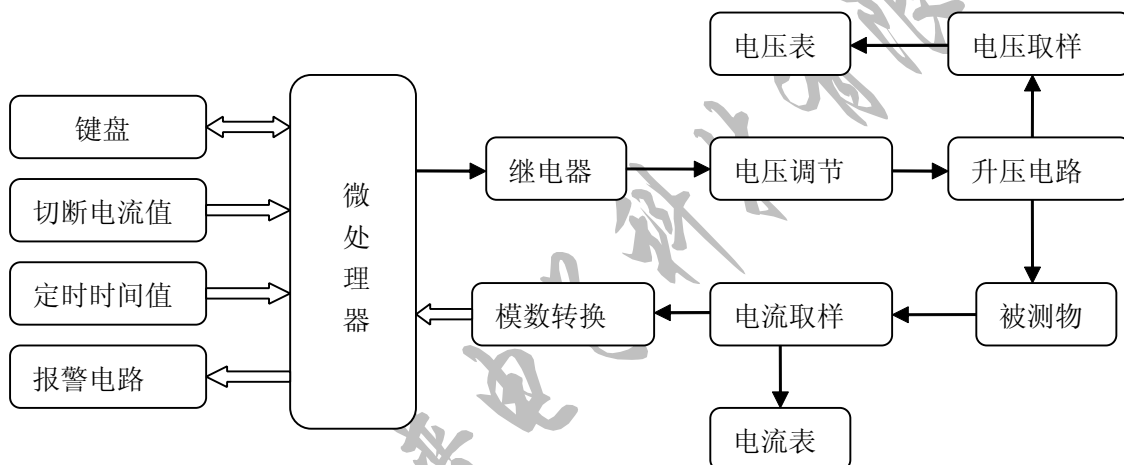 电压表
电压取样
键盘
切断电流值
定时时间值
报警电路
微处理器
继电器
电压调节
升压电路
模数转换
电流取样
被测物
电流表